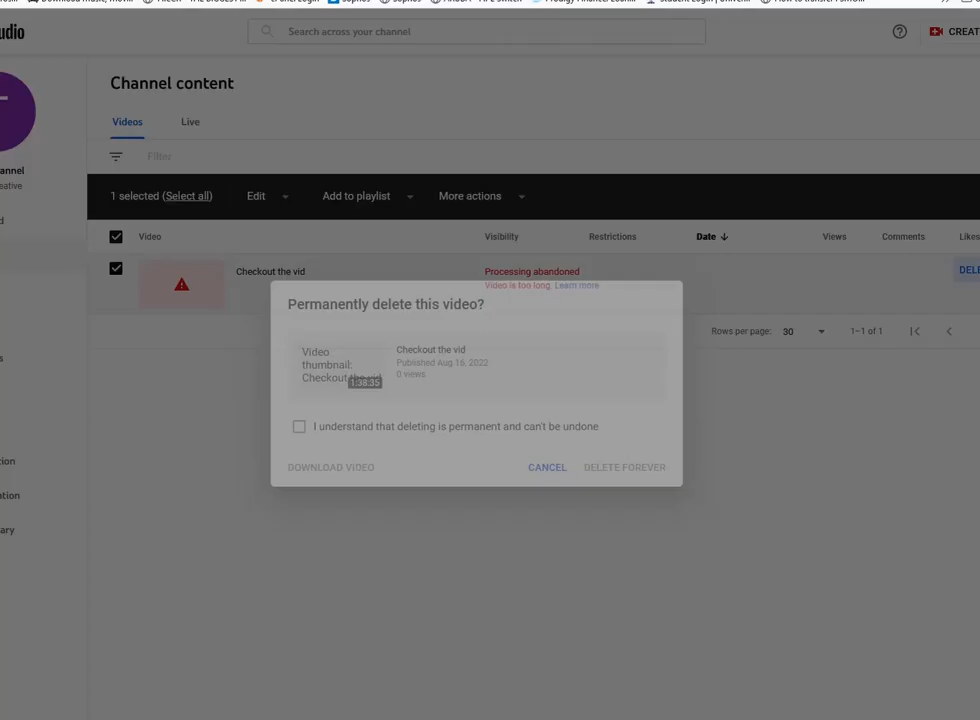 udio
Search across your channel
CREAT
Channel content
Videos
Live
annel
eative
Filter
d
1 selected (Select all)
Edit
Add to playlist
More actions
Video
Visibility
Restrictions
Date
Views
Comments
Likes
Checkout the vid
Processing abandoned
DELE
Video is too long. Learn more
Permanently delete this video?
Rows per page: 30
1–1 of 1
Video
thumbnail:
Checkout the vid
1:38:35
Checkout the vid
Published Aug 16, 2022
0 views
s
I understand that deleting is permanent and can't be undone
tion
DOWNLOAD VIDEO
CANCEL
DELETE FOREVER
ntion
ary